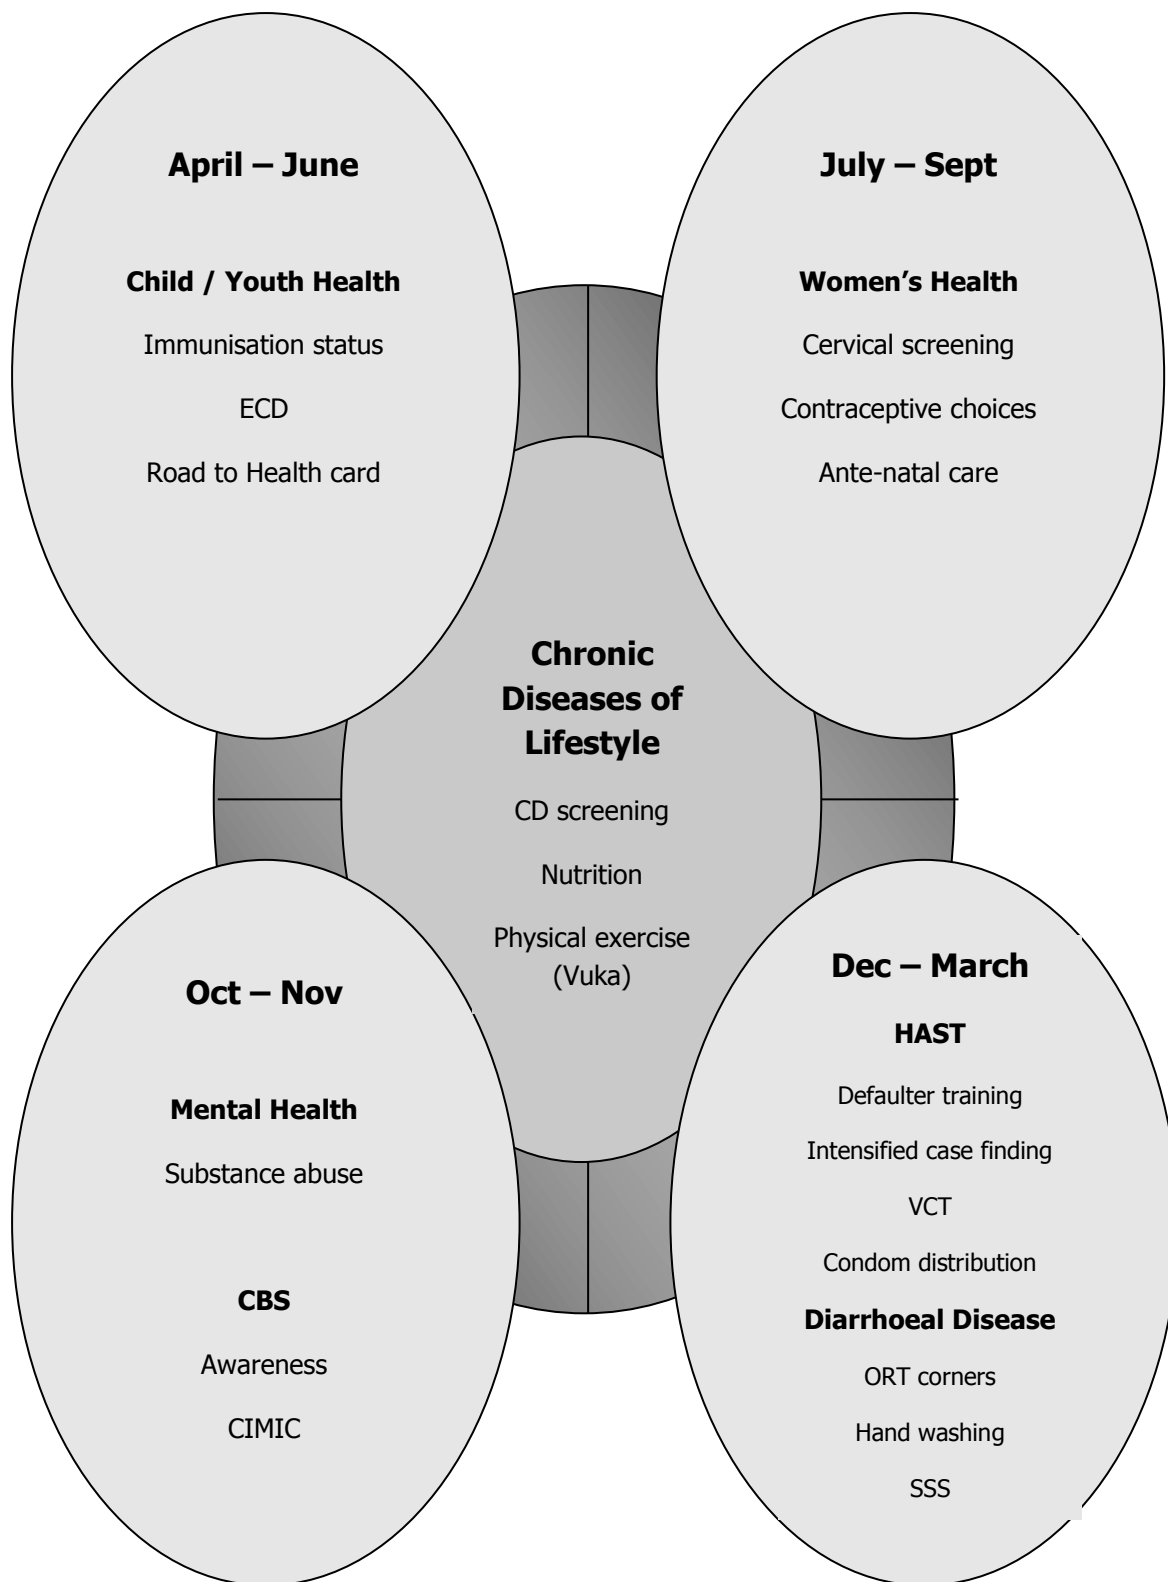 April – June
Child / Youth Health
Immunisation status
ECD
Road to Health card
July – Sept
Women’s Health
Cervical screening
Contraceptive choices
Ante-natal care
Chronic
Diseases of
Lifestyle
CD screening
Nutrition
Physical exercise
(Vuka)
Oct – Nov
Mental Health
Substance abuse
CBS
Awareness
CIMIC
Dec – March
HAST
Defaulter training
Intensified case finding
VCT
Condom distribution
Diarrhoeal Disease
ORT corners
Hand washing
SSS